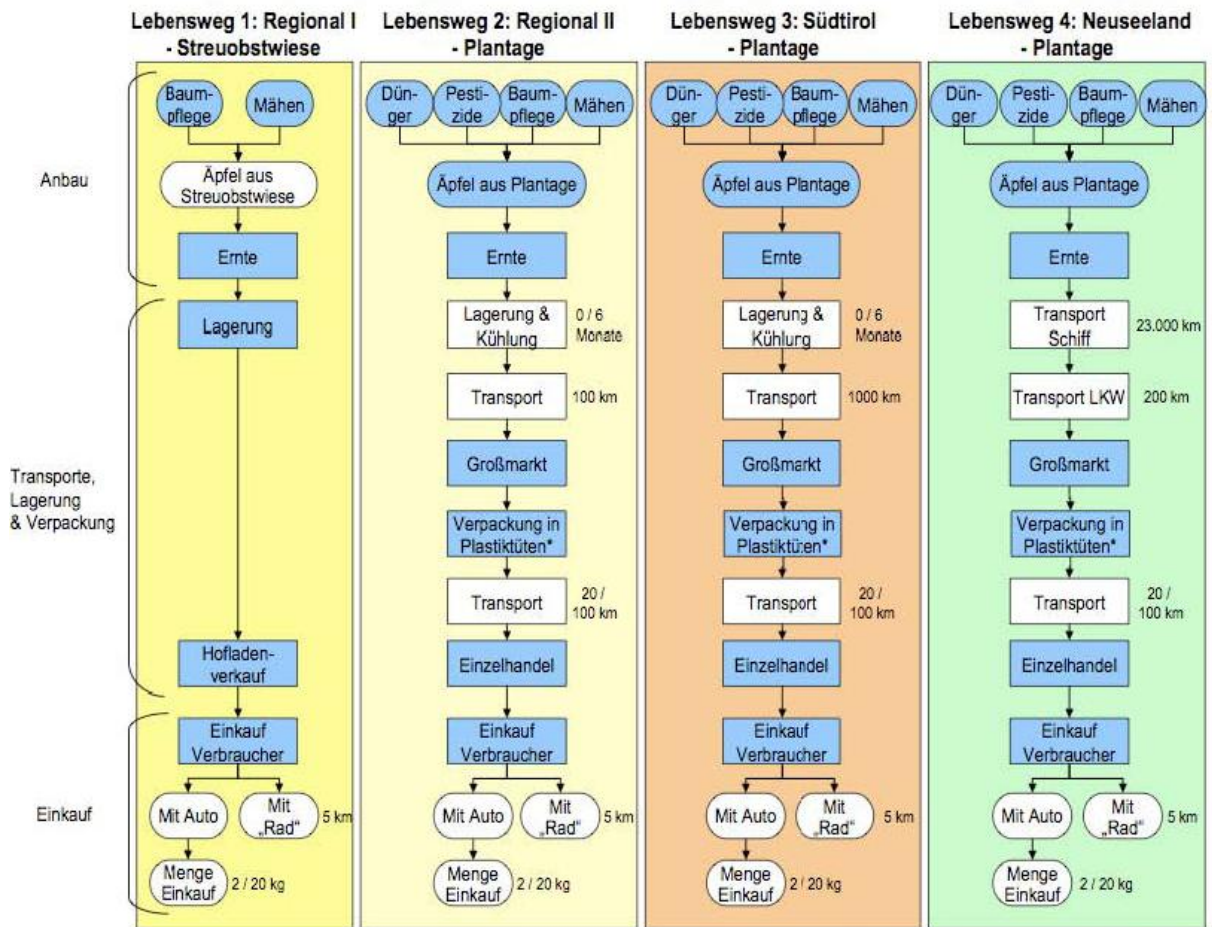 Lebensweg 1: Regional I
- Streuobstwiese
Lebensweg 2: Regional II
- Plantage
Lebensweg 3: Südtirol
- Plantage
Lebensweg 4: Neuseeland
- Plantage
Anbau
Transporte,
Lagerung
& Verpackung
Einkauf
Baum-
pflege
Mähen
Äpfel aus
Streuobstwiese
Ernte
Lagerung
Hofladen-
verkauf
Einkauf
Verbraucher
Mit Auto
Mit
„Rad“
5 km
Menge
Einkauf
2 / 20 kg
Dün-
ger
Pesti-
zide
Baum-
pflege
Mähen
Äpfel aus Plantage
Ernte
Lagerung &
Kühlung
0 / 6
Monate
Transport
100 km
Großmarkt
Verpackung in
Plastiktüten*
Transport
20 /
100 km
Einzelhandel
Einkauf
Verbraucher
Mit Auto
Mit
„Rad“
5 km
Menge
Einkauf
2 / 20 kg
Dün-
ger
Pesti-
zide
Baum-
pflege
Mähen
Äpfel aus Plantage
Ernte
Lagerung &
Kühlung
0 / 6
Monate
Transport
1000 km
Großmarkt
Verpackung in
Plastiktüten*
Transport
20 /
100 km
Einzelhandel
Einkauf
Verbraucher
Mit Auto
Mit
„Rad“
5 km
Menge
Einkauf
2 / 20 kg
Dün-
ger
Pesti-
zide
Baum-
pflege
Mähen
Äpfel aus Plantage
Ernte
Transport
Schiff
23.000 km
Transport LKW
200 km
Großmarkt
Verpackung in
Plastiktüten*
Transport
20 /
100 km
Einzelhandel
Einkauf
Verbraucher
Mit Auto
Mit
„Rad“
5 km
Menge
Einkauf
2 / 20 kg